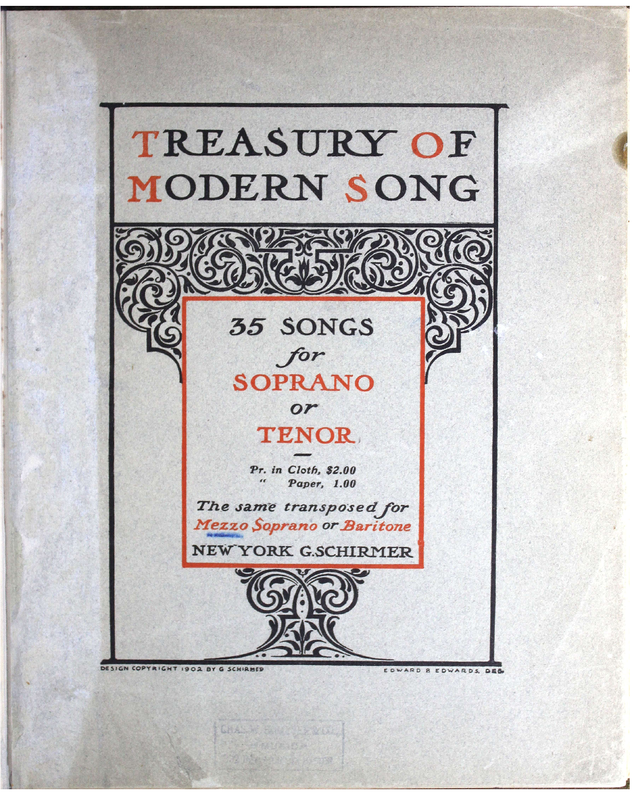 TREASURY OF
MODERN SONG
35 SONGS
for
SOPRANO
or
TENOR
Pr. in Cloth, $2.00
“ Paper, 1.00
The same transposed for
Mezzo Soprano or Baritone
NEW YORK G. SCHIRMER
DESIGN COPYRIGHT 1902 BY G SCHIRMER
EDWARD B EDWARDS, DES.